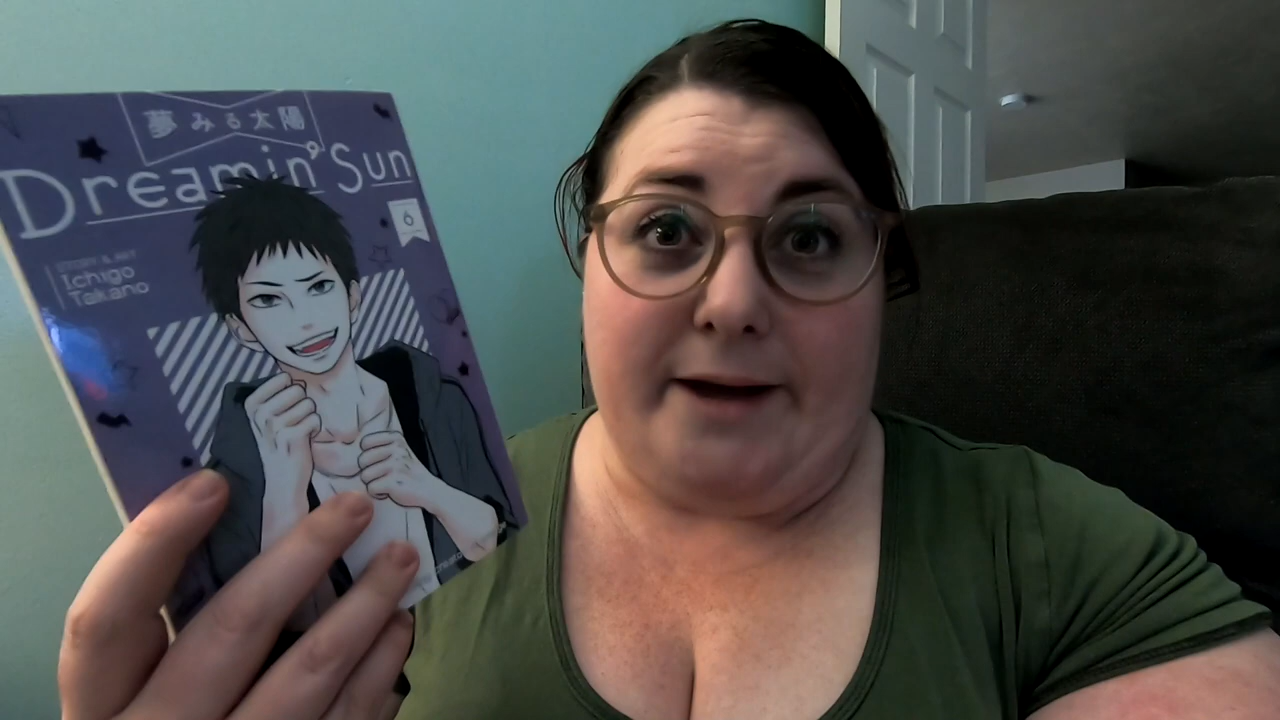 夢みる太陽
Dreamin' Sun
6
STORY & ART
Ichigo
Takano